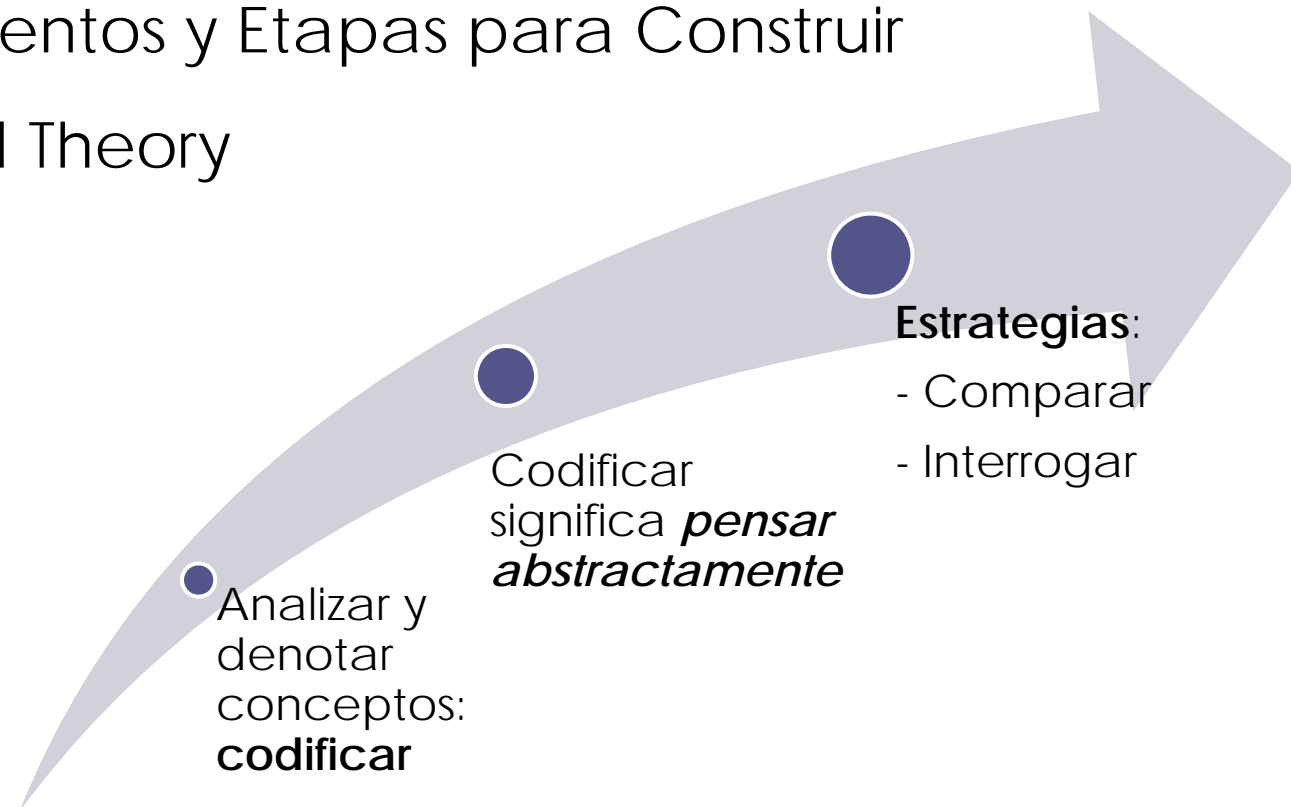 entos y Etapas para Construir
Theory
Estrategias:
- Comparar
- Interrogar
Codificar
significa pensar
abstractamente
Analizar y
denotar
conceptos:
codificar